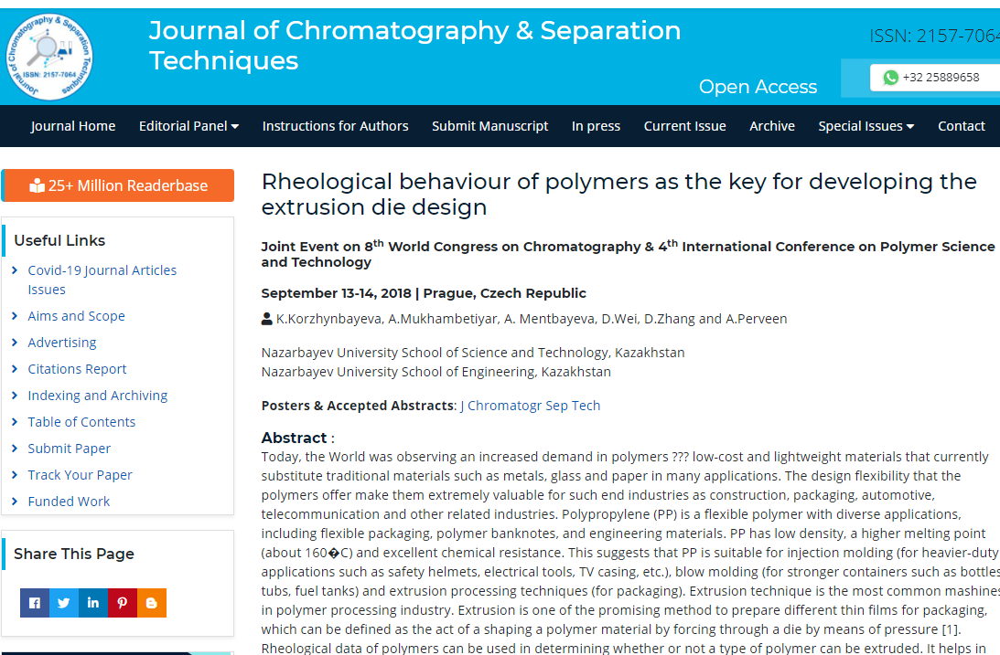 Journal of Chromatography & Separation Techniques
ISSN: 2157-7064
Journal of Chromatography & Separation
Techniques
ISSN: 2157-7064
Open Access
+32 25889658
Journal Home Editorial Panel Instructions for Authors Submit Manuscript In press Current Issue Archive Special Issues Contact
25+ Million Readerbase
Useful Links
Covid-19 Journal Articles
Issues
Aims and Scope
Advertising
Citations Report
Indexing and Archiving
Table of Contents
Submit Paper
Track Your Paper
Funded Work
Share This Page
Rheological behaviour of polymers as the key for developing the
extrusion die design
Joint Event on 8th World Congress on Chromatography & 4th International Conference on Polymer Science
and Technology
September 13-14, 2018 | Prague, Czech Republic
K.Korzhynbayeva, A.Mukhambetiyar, A. Mentbayeva, D.Wei, D.Zhang and A.Perveen
Nazarbayev University School of Science and Technology, Kazakhstan
Nazarbayev University School of Engineering, Kazakhstan
Posters & Accepted Abstracts: J Chromatogr Sep Tech
Abstract :
Today, the World was observing an increased demand in polymers ??? low-cost and lightweight materials that currently
substitute traditional materials such as metals, glass and paper in many applications. The design flexibility that the
polymers offer make them extremely valuable for such end industries as construction, packaging, automotive,
telecommunication and other related industries. Polypropylene (PP) is a flexible polymer with diverse applications,
including flexible packaging, polymer banknotes, and engineering materials. PP has low density, a higher melting point
(about 160�C) and excellent chemical resistance. This suggests that PP is suitable for injection molding (for heavier-duty
applications such as safety helmets, electrical tools, TV casing, etc.), blow molding (for stronger containers such as bottles
tubs, fuel tanks) and extrusion processing techniques (for packaging). Extrusion technique is the most common mashines
in polymer processing industry. Extrusion is one of the promising method to prepare different thin films for packaging,
which can be defined as the act of a shaping a polymer material by forcing through a die by means of pressure [1].
Rheological data of polymers can be used in determining whether or not a type of polymer can be extruded. It helps in